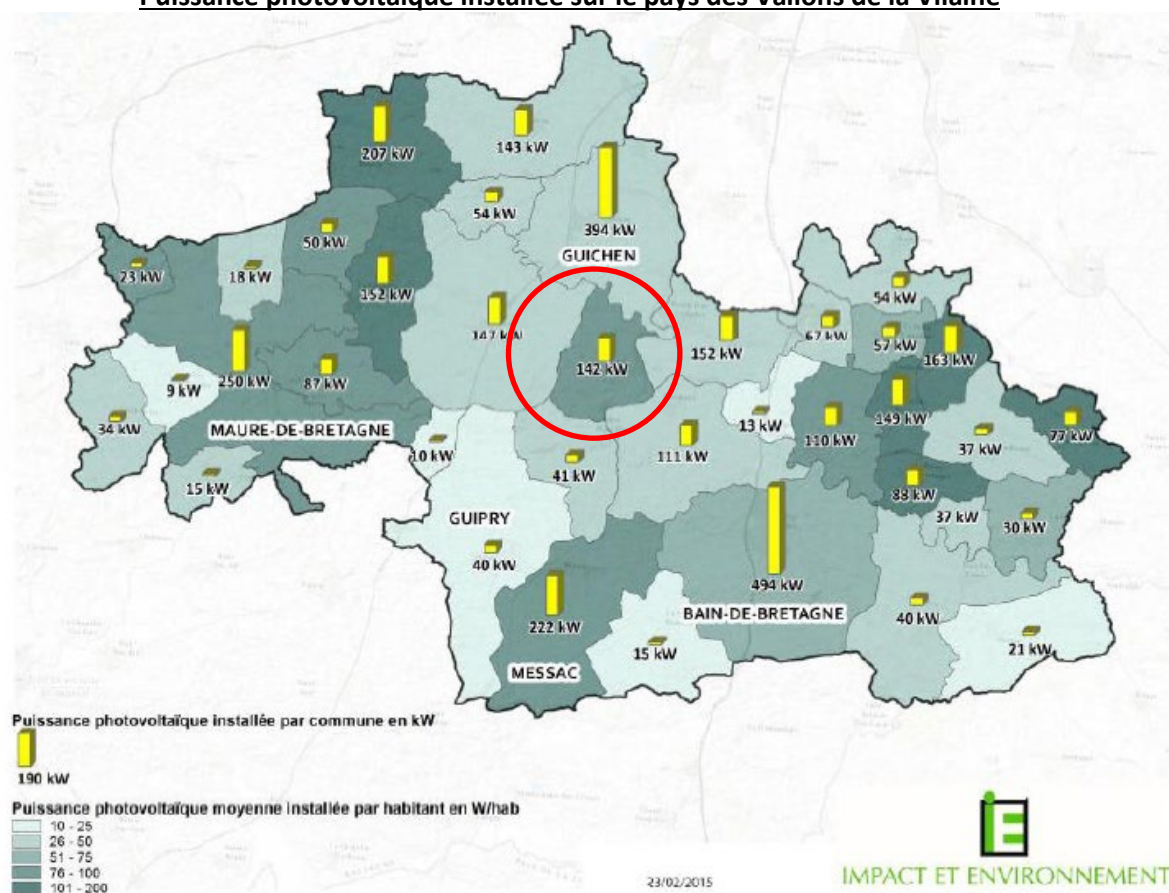 Puissance photovoltaïque installée sur le pays des Vallons de la Vilaine
207 kW
143 kW
54 kW
394 kW
GUICHEN
50 kW
23 kW
18 kW
152 kW
54 kW
147 kW
142 kW
152 kW
67 kW
57 kW
163 kW
250 kW
87 kW
9 kW
34 kW
MAURE-DE-BRETAGNE
10 kW
15 kW
41 kW
111 kW
13 kW
110 kW
149 kW
37 kW
77 kW
88 kW
37 kW
30 kW
GUIPRY
40 kW
222 kW
MESSAC
494 kW
BAIN-DE-BRETAGNE
15 kW
40 kW
21 kW
Puissance photovoltaïque installée par commune en kW
190 kW
Puissance photovoltaïque moyenne installée par habitant en W/hab
10 - 25
26 - 50
51 - 75
76 - 100
101 - 200
23/02/2015
iE
IMPACT ET ENVIRONNEMENT